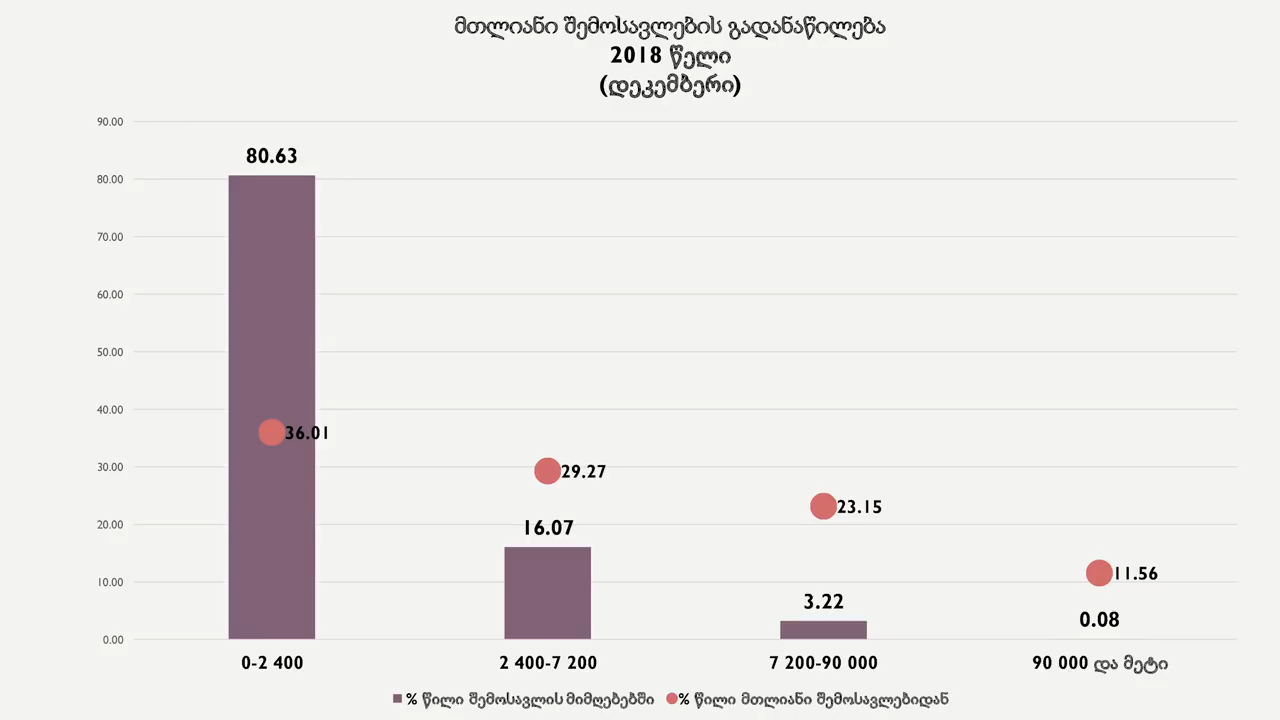 მთლიანი შემოსავლების გადანაწილება
2018 წელი
(დეკემბერი)
90.00
80.00
70.00
60.00
50.00
40.00
30.00
20.00
10.00
0.00
80.63
36.01
29.27
16.07
23.15
3.22
11.56
0.08
0-2 400
2 400-7 200
7 200-90 000
90 000 და მეტი
% წილი შემოსავლის მიმღებებში
% წილი მთლიანი შემოსავლებიდან